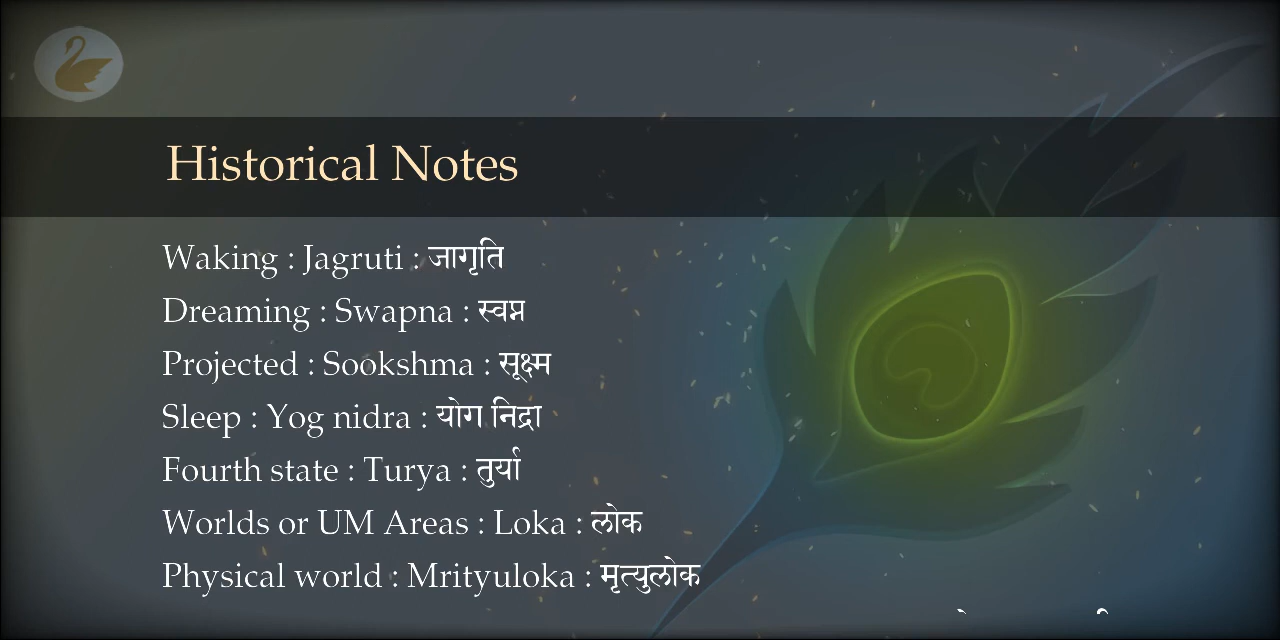 Historical Notes
Waking : Jagruti : जागृति
Dreaming : Swapna : स्वप्न
Projected : Sookshma : सूक्ष्म
Sleep : Yog nidra : योग निद्रा
Fourth state : Turya : तुर्या
Worlds or UM Areas : Loka : लोक
Physical world : Mrityuloka : मृत्युलोक